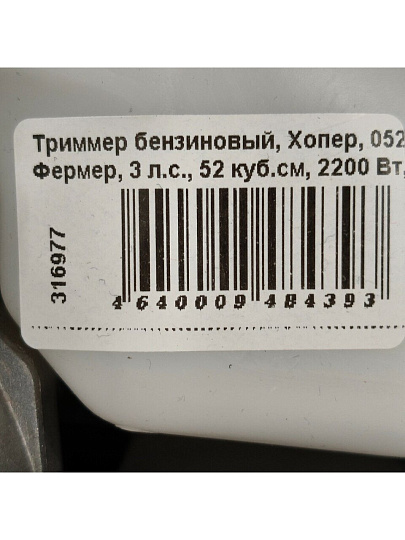 Триммер бензиновый, Хопер, 052
Фермер, 3 л.с., 52 куб.см, 2200 Вт,
316977
4 640009 484393